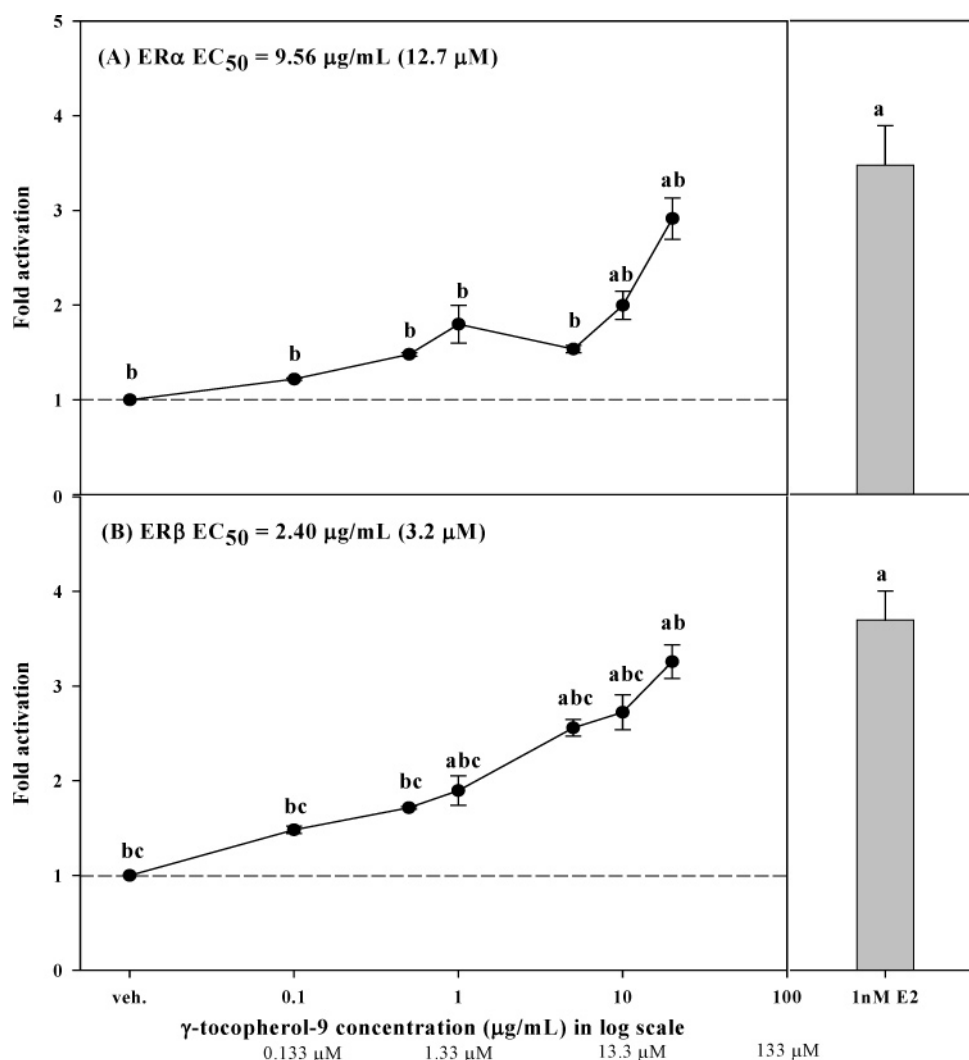 5
(A) ERα EC50 = 9.56 μg/mL (12.7 μM)
a
4
ab
3
Fold activation
ab
2
b
b
b
b
b
1
0
(B) ERβ EC50 = 2.40 μg/mL (3.2 μM)
a
4
ab
abc
abc
3
Fold activation
abc
2
bc
bc
bc
1
0
veh. 0.1 1 10 100 1nM E2
γ-tocopherol-9 concentration (μg/mL) in log scale
0.133 μM 1.33 μM 13.3 μM 133 μM